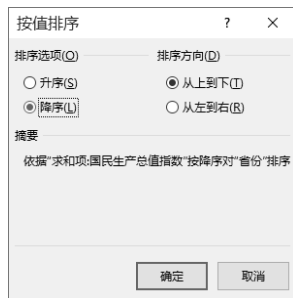 按值排序 ? ×
排序选项(O) 排序方向(D)
升序(S) 从上到下(T)
降序(L) 从左到右(R)
摘要
依据"求和项:国民生产总值指数"按降序对"省份"排序
确定 取消